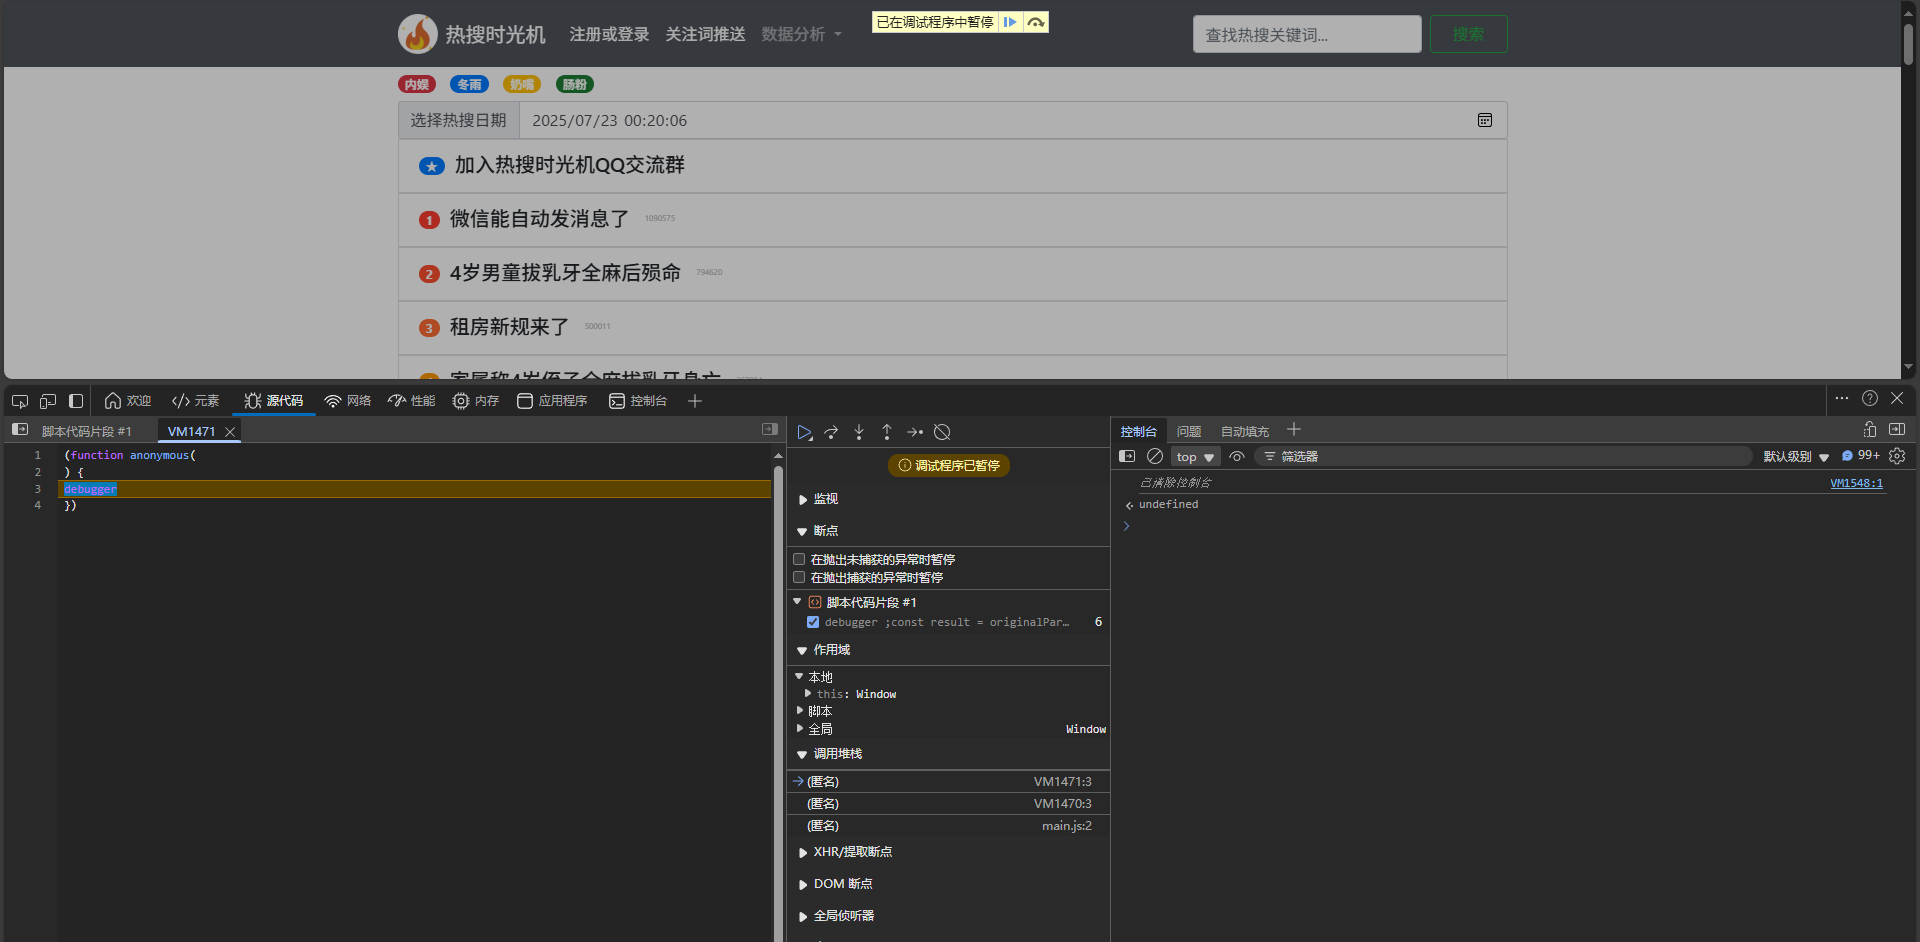 热搜时光机 注册或登录 关注词推送 数据分析 已在调试程序中暂停 查找热搜关键词... 搜索
内娱 冬雨 奶嘴 肠粉
选择热搜日期 2025/07/23 00:20:06
加入热搜时光机QQ交流群
1 微信能自动发消息了 1090575
2 4岁男童拔乳牙全麻后殒命 794620
3 租房新规来了 500011
欢迎 元素 源代码 网络 性能 内存 应用程序 控制台
脚本代码片段 #1 VM1471
1 (function anonymous(
2 ) {
3 debugger
4 })
调试程序已暂停
监视
断点
在抛出未捕获的异常时暂停
在抛出捕获的异常时暂停
脚本代码片段 #1
debugger ;const result = originalPar… 6
作用域
本地
this: Window
脚本
全局 Window
调用堆栈
(匿名) VM1471:3
(匿名) VM1470:3
(匿名) main.js:2
XHR/提取断点
DOM 断点
全局侦听器
控制台 问题 自动填充
top 筛选器 默认级别 99+
已清除控制台 VM1548:1
undefined